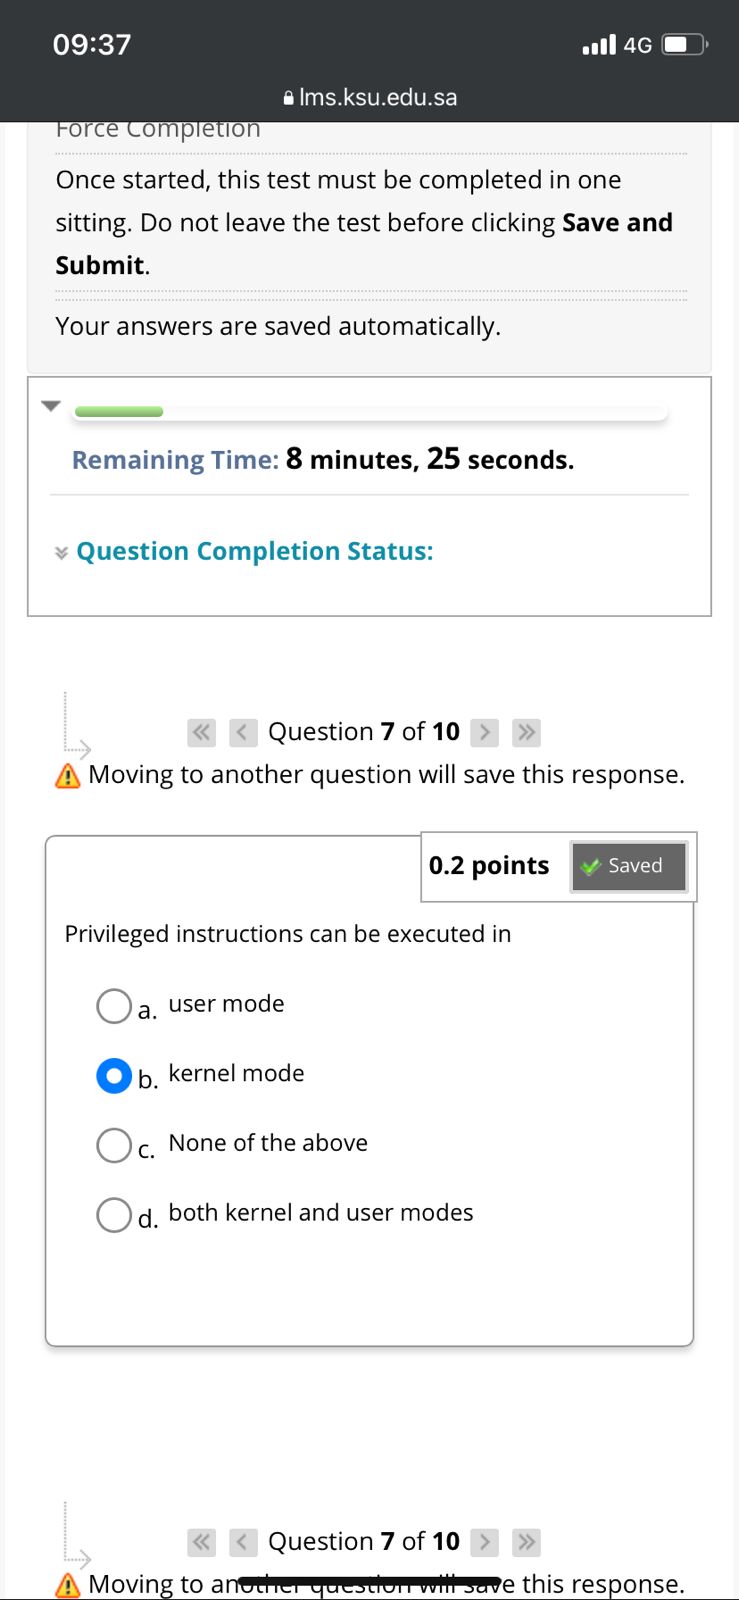 09:37
4G
lms.ksu.edu.sa
Force Completion
Once started, this test must be completed in one
sitting. Do not leave the test before clicking Save and
Submit.
Your answers are saved automatically.
Remaining Time: 8 minutes, 25 seconds.
Question Completion Status:
Question 7 of 10
Moving to another question will save this response.
0.2 points
Saved
Privileged instructions can be executed in
a. user mode
b. kernel mode
c. None of the above
d. both kernel and user modes
Question 7 of 10
Moving to another question will save this response.